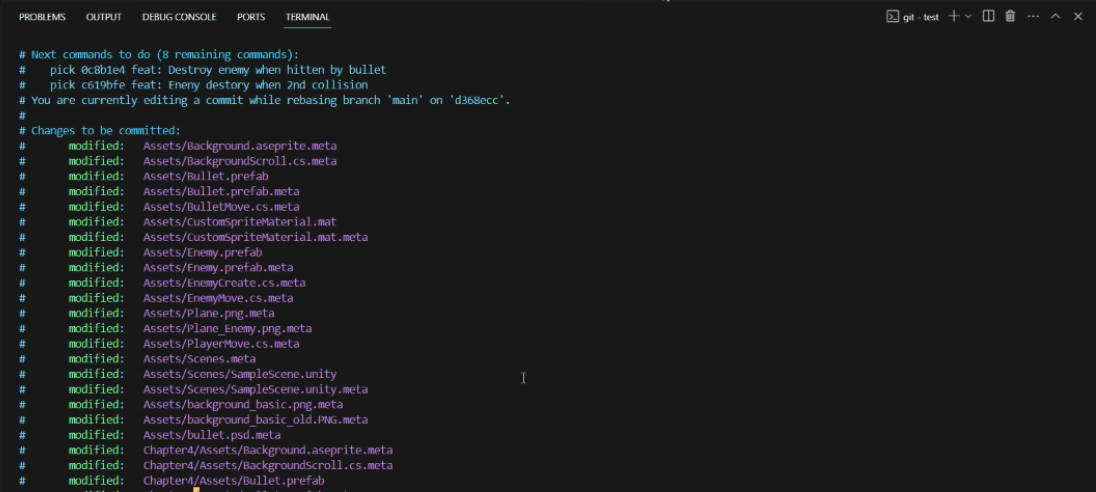 PROBLEMS OUTPUT DEBUG CONSOLE PORTS TERMINAL git - test
# Next commands to do (8 remaining commands):
#    pick 0c8b1e4 feat: Destroy enemy when hitten by bullet
#    pick c619bfe feat: Eneny destory when 2nd collision
# You are currently editing a commit while rebasing branch 'main' on 'd368ecc'.
#
# Changes to be committed:
#       modified:   Assets/Background.aseprite.meta
#       modified:   Assets/BackgroundScroll.cs.meta
#       modified:   Assets/Bullet.prefab
#       modified:   Assets/Bullet.prefab.meta
#       modified:   Assets/BulletMove.cs.meta
#       modified:   Assets/CustomSpriteMaterial.mat
#       modified:   Assets/CustomSpriteMaterial.mat.meta
#       modified:   Assets/Enemy.prefab
#       modified:   Assets/Enemy.prefab.meta
#       modified:   Assets/EnemyCreate.cs.meta
#       modified:   Assets/EnemyMove.cs.meta
#       modified:   Assets/Plane.png.meta
#       modified:   Assets/Plane_Enemy.png.meta
#       modified:   Assets/PlayerMove.cs.meta
#       modified:   Assets/Scenes.meta
#       modified:   Assets/Scenes/SampleScene.unity
#       modified:   Assets/Scenes/SampleScene.unity.meta
#       modified:   Assets/background_basic.png.meta
#       modified:   Assets/background_basic_old.PNG.meta
#       modified:   Assets/bullet.psd.meta
#       modified:   Chapter4/Assets/Background.aseprite.meta
#       modified:   Chapter4/Assets/BackgroundScroll.cs.meta
#       modified:   Chapter4/Assets/Bullet.prefab